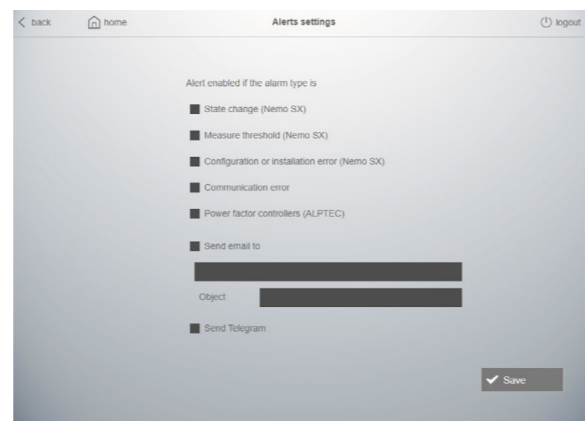 back
home
Alerts settings
logout
Alert enabled if the alarm type is
State change (Nemo SX)
Measure threshold (Nemo SX)
Configuration or installation error (Nemo SX)
Communication error
Power factor controllers (ALPTEC)
Send email to
Object
Send Telegram
Save